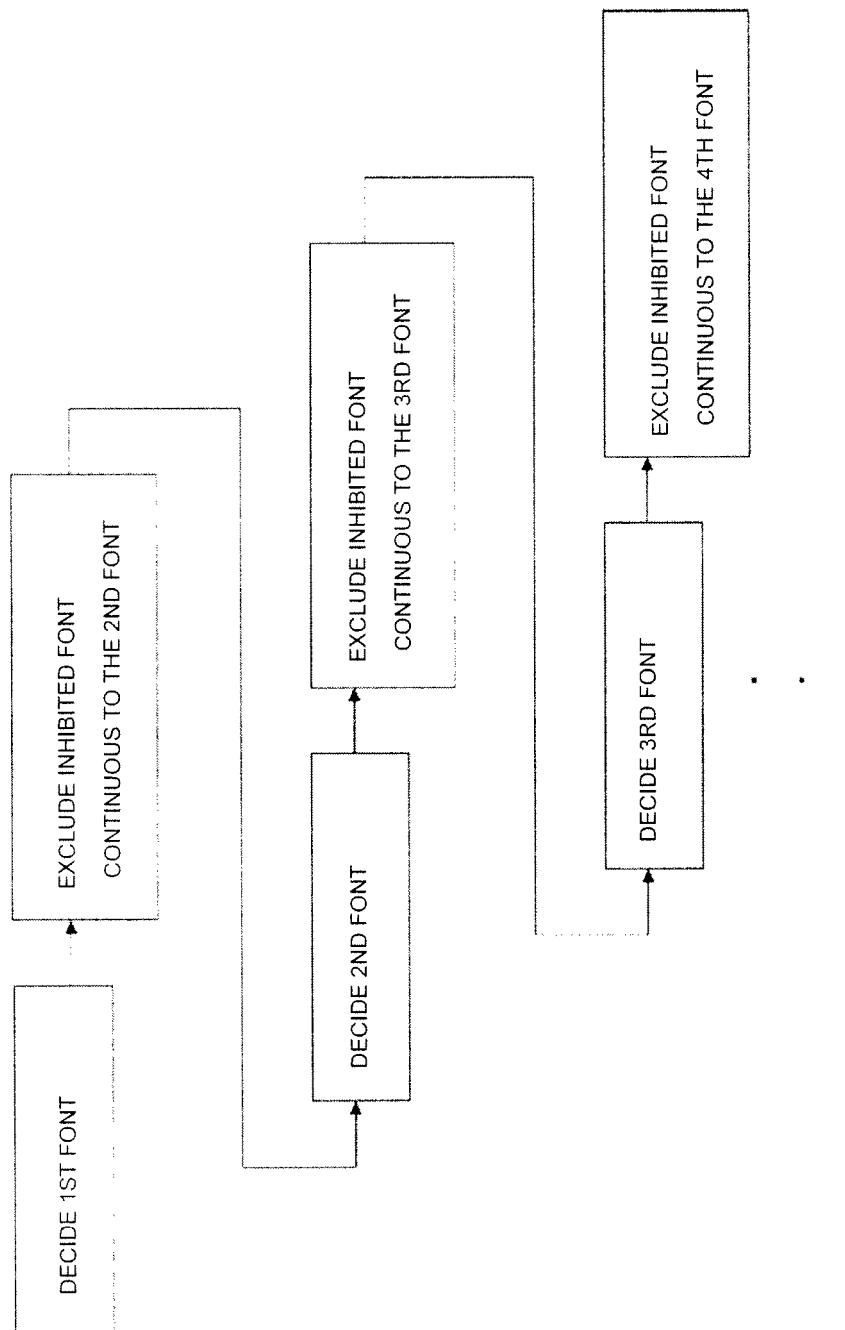 DECIDE 1ST FONT
EXCLUDE INHIBITED FONT
CONTINUOUS TO THE 2ND FONT
DECIDE 2ND FONT
EXCLUDE INHIBITED FONT
CONTINUOUS TO THE 3RD FONT
DECIDE 3RD FONT
EXCLUDE INHIBITED FONT
CONTINUOUS TO THE 4TH FONT